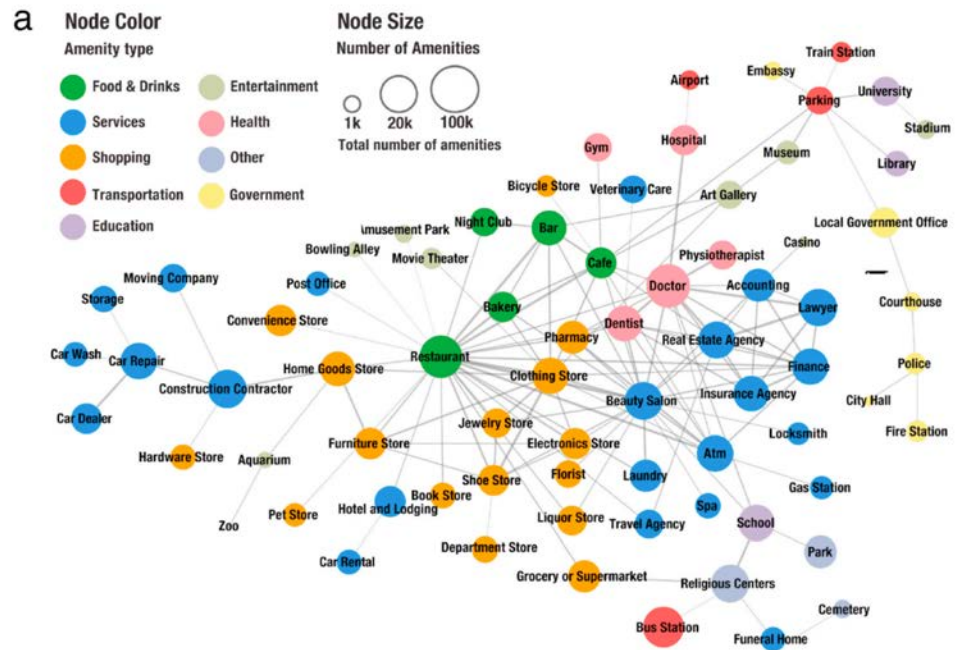 a
Node Color
Amenity type
Food & Drinks
Services
Shopping
Transportation
Education
Entertainment
Health
Other
Government
Node Size
Number of Amenities
1k 20k 100k
Total number of amenities
Train Station
Embassy
Airport
Parking
University
Stadium
Hospital
Gym
Museum
Library
Bicycle Store
Veterinary Care
Art Gallery
Night Club
Bar
Local Government Office
Amusement Park
Bowling Alley
Movie Theater
Casino
Cafe
Physiotherapist
Moving Company
Post Office
Doctor
Accounting
Storage
Bakery
Lawyer
Courthouse
Convenience Store
Dentist
Pharmacy
Real Estate Agency
Car Wash
Car Repair
Restaurant
Home Goods Store
Clothing Store
Finance
Police
Construction Contractor
Beauty Salon
Insurance Agency
City Hall
Car Dealer
Jewelry Store
Locksmith
Fire Station
Furniture Store
Electronics Store
Hardware Store
Aquarium
Atm
Florist
Laundry
Shoe Store
Gas Station
Book Store
Hotel and Lodging
Spa
Zoo
Pet Store
Liquor Store
Travel Agency
School
Department Store
Park
Car Rental
Grocery or Supermarket
Religious Centers
Cemetery
Bus Station
Funeral Home